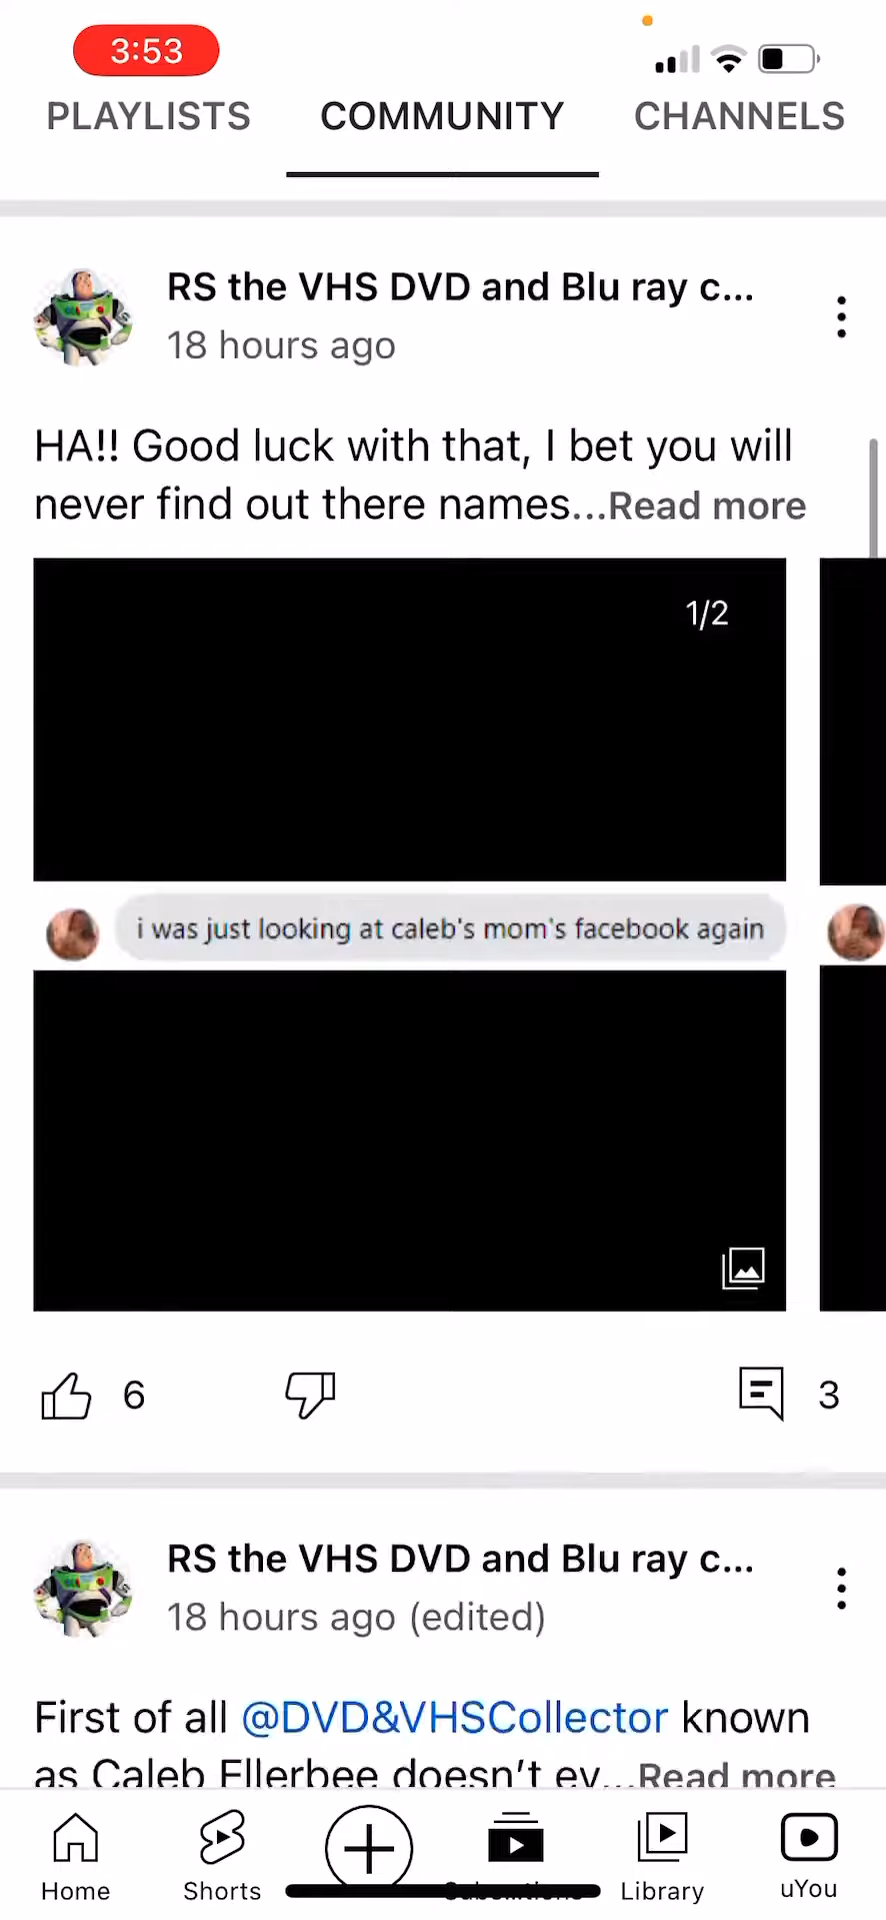 3:53
PLAYLISTS COMMUNITY CHANNELS
RS the VHS DVD and Blu ray c...
18 hours ago
HA!! Good luck with that, I bet you will
never find out there names...Read more
1/2
i was just looking at caleb's mom's facebook again
6 3
RS the VHS DVD and Blu ray c...
18 hours ago (edited)
First of all @DVD&VHSCollector known
as Caleb Ellerbee doesn't ev...Read more
Home Shorts Library uYou